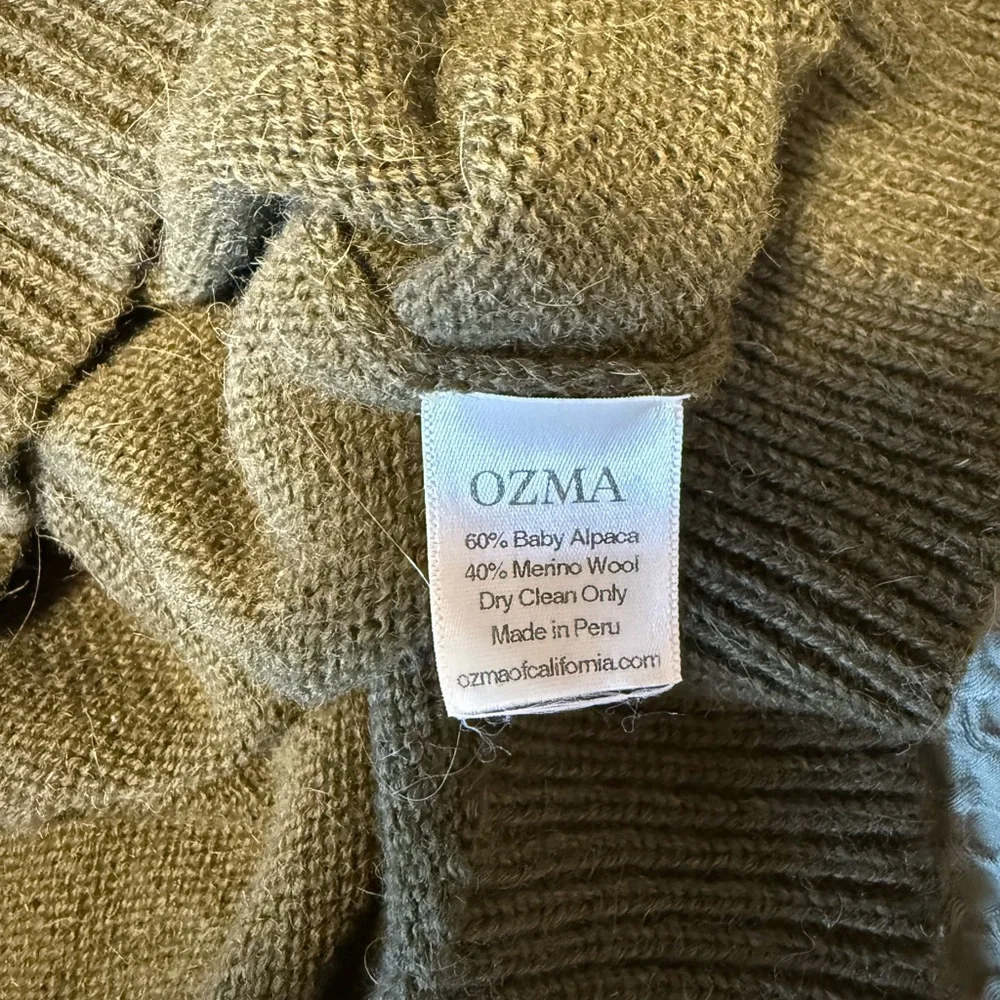 OZMA
60% Baby Alpaca
40% Merino Wool
Dry Clean Only
Made in Peru
ozmaofcalifornia.com